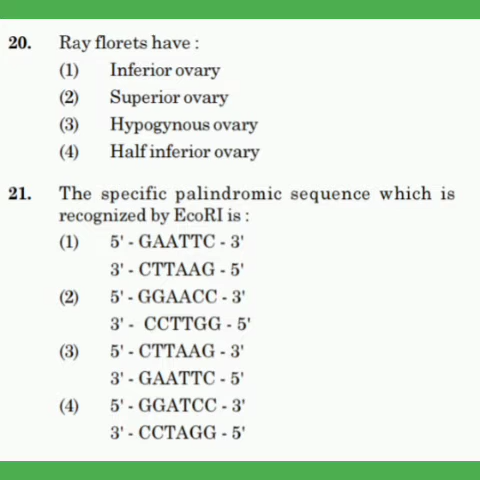 20. Ray florets have :
(1) Inferior ovary
(2) Superior ovary
(3) Hypogynous ovary
(4) Half inferior ovary
21. The specific palindromic sequence which is
recognized by EcoRI is :
(1) 5' - GAATTC - 3'
3' - CTTAAG - 5'
(2) 5' - GGAACC - 3'
3' - CCTTGG - 5'
(3) 5' - CTTAAG - 3'
3' - GAATTC - 5'
(4) 5' - GGATCC - 3'
3' - CCTAGG - 5'